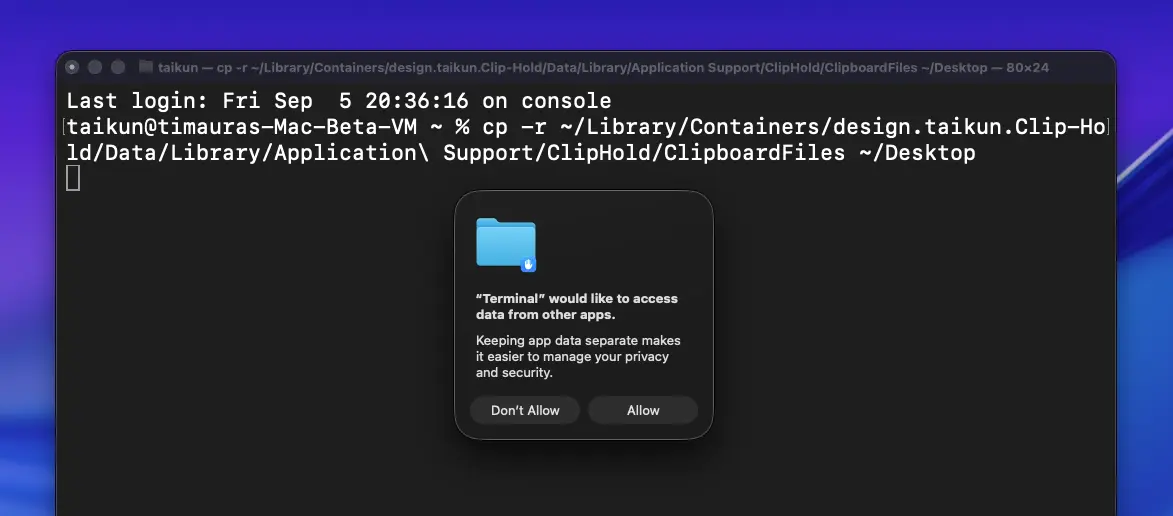 taikun — cp -r ~/Library/Containers/design.taikun.Clip-Hold/Data/Library/Application Support/ClipHold/ClipboardFiles ~/Desktop — 80×24
Last login: Fri Sep  5 20:36:16 on console
[taikun@timauras-Mac-Beta-VM ~ % cp -r ~/Library/Containers/design.taikun.Clip-Ho]
ld/Data/Library/Application\ Support/ClipHold/ClipboardFiles ~/Desktop
“Terminal” would like to access
data from other apps.
Keeping app data separate makes
it easier to manage your privacy
and security.
Don’t Allow
Allow